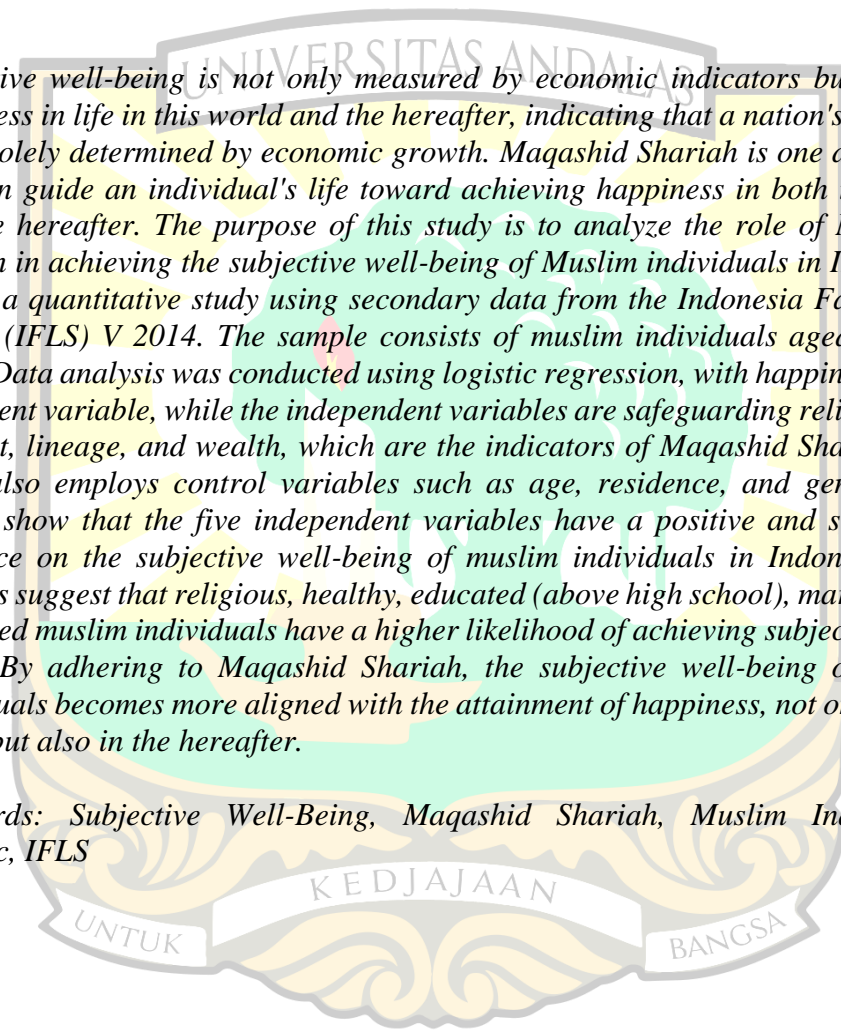 UNIVERSITAS ANDALAS
ive well-being is not only measured by economic indicators bu
ess in life in this world and the hereafter, indicating that a nation's
olely determined by economic growth. Maqashid Shariah is one a
n guide an individual's life toward achieving happiness in both
e hereafter. The purpose of this study is to analyze the role of
n in achieving the subjective well-being of Muslim individuals in I
a quantitative study using secondary data from the Indonesia Fa
(IFLS) V 2014. The sample consists of muslim individuals aged
Data analysis was conducted using logistic regression, with happin
ent variable, while the independent variables are safeguarding reli
t, lineage, and wealth, which are the indicators of Maqashid Sha
also employs control variables such as age, residence, and gen
show that the five independent variables have a positive and s
ce on the subjective well-being of muslim individuals in Indon
s suggest that religious, healthy, educated (above high school), mar
ed muslim individuals have a higher likelihood of achieving subjec
By adhering to Maqashid Shariah, the subjective well-being o
uals becomes more aligned with the attainment of happiness, not o
but also in the hereafter.
rds: Subjective Well-Being, Maqashid Shariah, Muslim In
c, IFLS
UNTUK KEDJAJAAN BANGSA